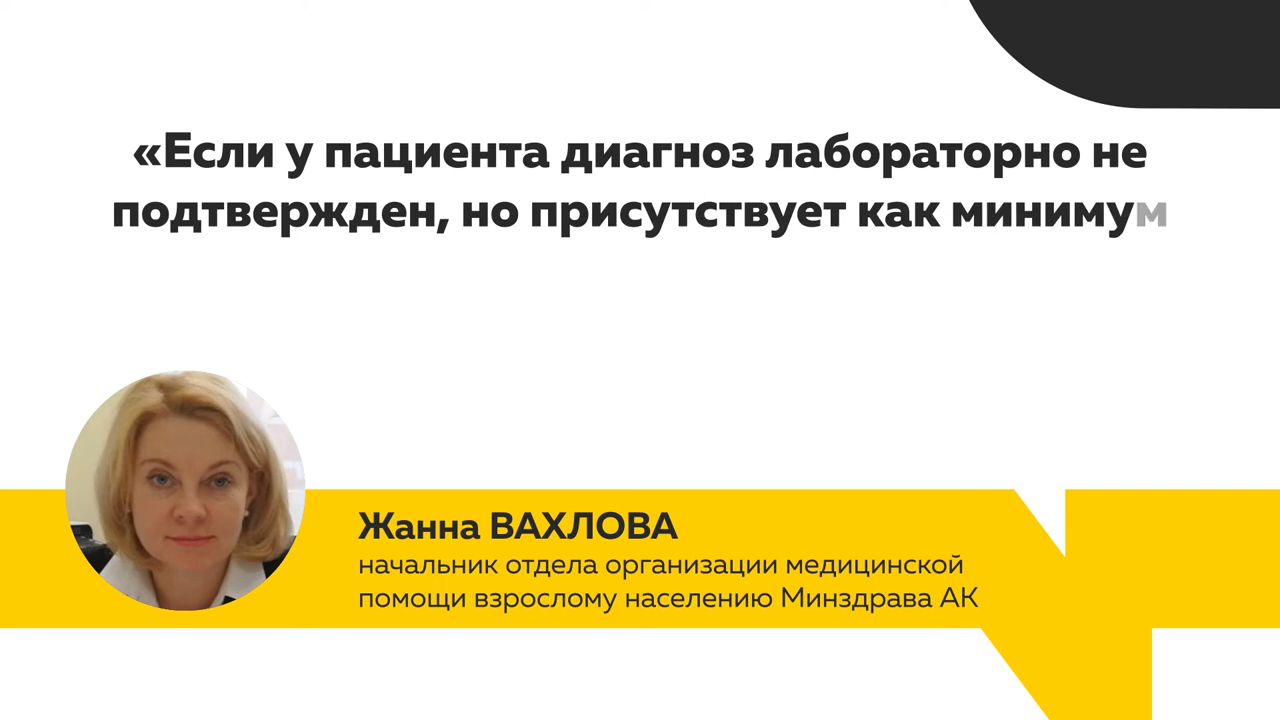 «Если у пациента диагноз лабораторно не
подтвержден, но присутствует как минимум
Жанна ВАХЛОВА
начальник отдела организации медицинской
помощи взрослому населению Минздрава АК